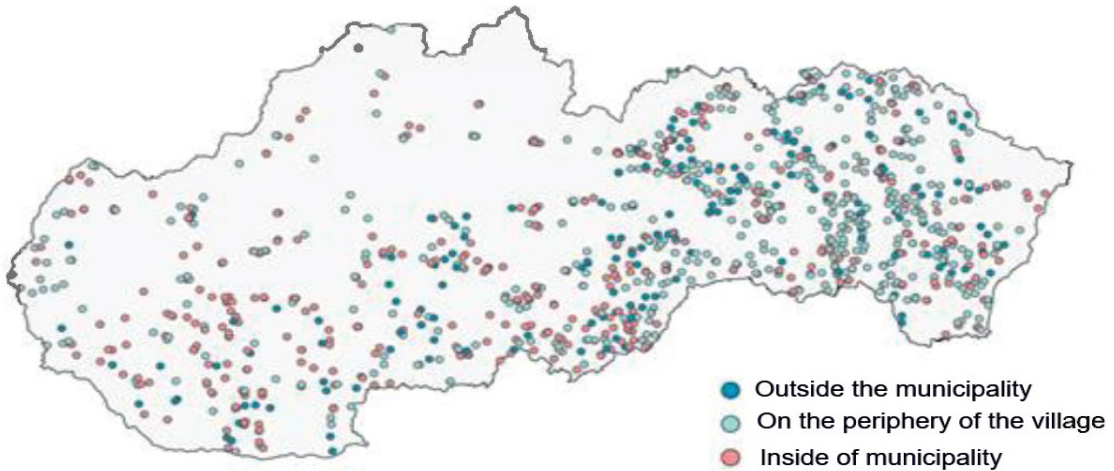 Outside the municipality
On the periphery of the village
Inside of municipality